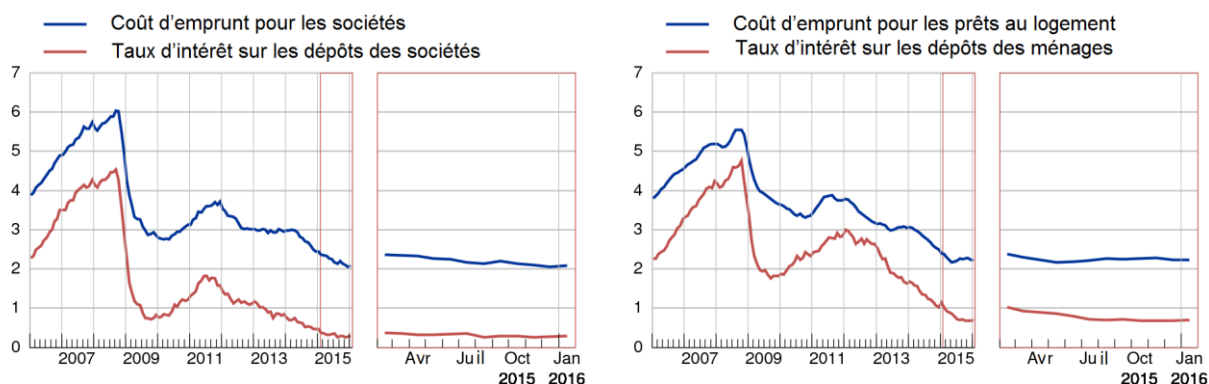 Coût d'emprunt pour les sociétés
Taux d'intérêt sur les dépôts des sociétés
7
6
5
4
3
2
1
0
2007 2009 2011 2013 2015
Avr Juil Oct Jan
2015 2016
Coût d'emprunt pour les prêts au logement
Taux d'intérêt sur les dépôts des ménages
7
6
5
4
3
2
1
0
2007 2009 2011 2013 2015
Avr Juil Oct Jan
2015 2016